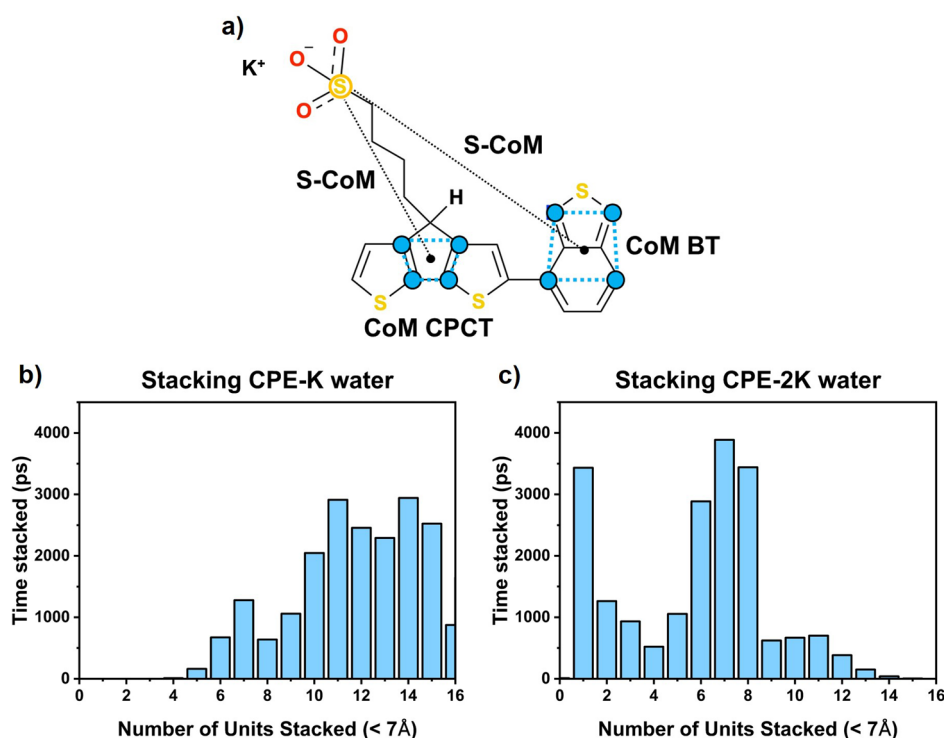 a)
O
O⁻
K⁺
S
O
S-CoM
S-CoM
H
S
CoM BT
S
S
CoM CPCT
b)
Stacking CPE-K water
Time stacked (ps)
4000
3000
2000
1000
0
0 2 4 6 8 10 12 14 16
Number of Units Stacked (< 7Å)
c)
Stacking CPE-2K water
Time stacked (ps)
4000
3000
2000
1000
0
0 2 4 6 8 10 12 14 16
Number of Units Stacked (< 7Å)